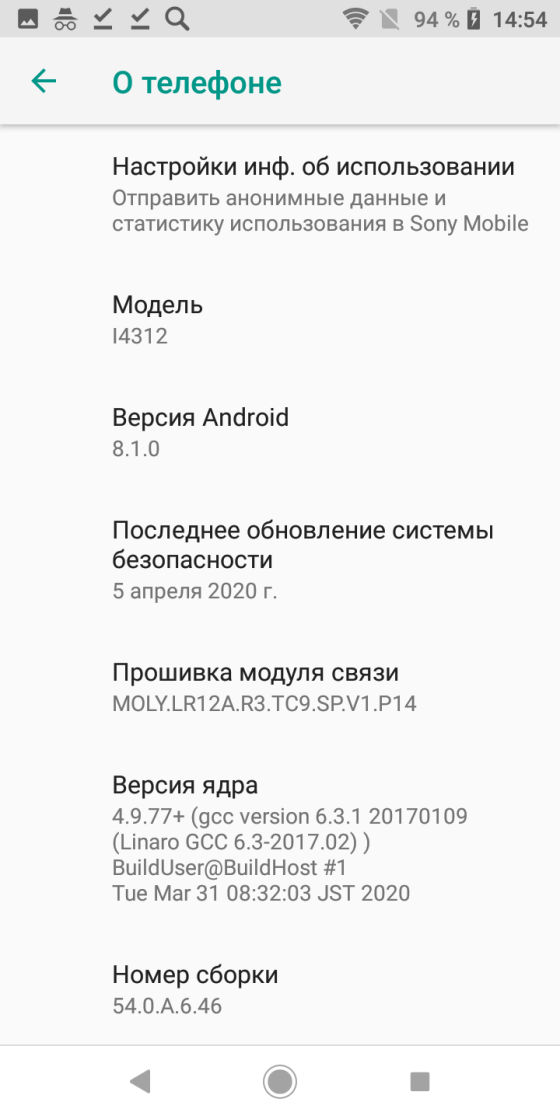 94 % 14:54
О телефоне
Настройки инф. об использовании
Отправить анонимные данные и
статистику использования в Sony Mobile
Модель
I4312
Версия Android
8.1.0
Последнее обновление системы
безопасности
5 апреля 2020 г.
Прошивка модуля связи
MOLY.LR12A.R3.TC9.SP.V1.P14
Версия ядра
4.9.77+ (gcc version 6.3.1 20170109
(Linaro GCC 6.3-2017.02) )
BuildUser@BuildHost #1
Tue Mar 31 08:32:03 JST 2020
Номер сборки
54.0.A.6.46